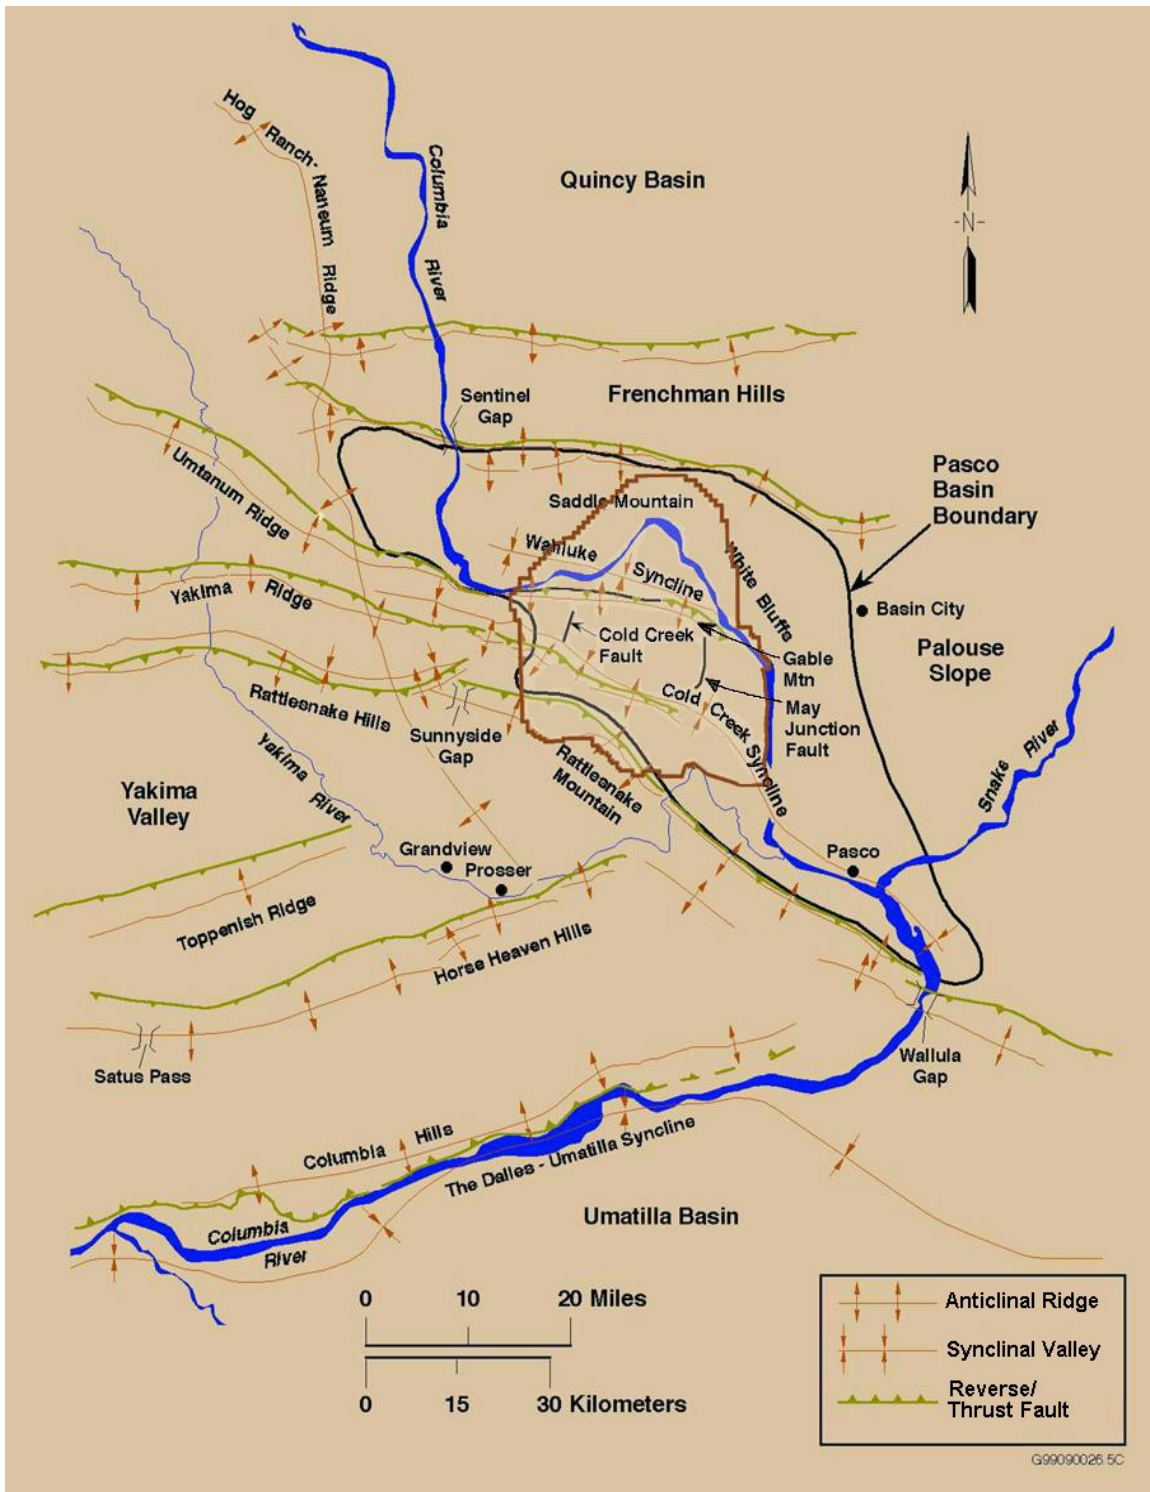 Hog Ranch-Naneum Ridge
Columbia River
Quincy Basin
-N-
Sentinel
Gap
Frenchman Hills
Umtanum Ridge
Saddle Mountain
Pasco
Basin
Boundary
Wahluke Syncline
White Bluffs
Yakima Ridge
Basin City
Cold Creek
Fault
Palouse
Slope
Gable
Mtn
Rattlesnake Hills
Cold Creek Syncline
May
Junction
Fault
Sunnyside
Gap
Yakima River
Rattlesnake
Mountain
Snake River
Yakima
Valley
Grandview
Prosser
Pasco
Toppenish Ridge
Horse Heaven Hills
Satus Pass
Wallula
Gap
Columbia Hills
The Dalles - Umatilla Syncline
Columbia
River
Umatilla Basin
0 10 20 Miles
0 15 30 Kilometers
Anticlinal Ridge
Synclinal Valley
Reverse/
Thrust Fault
G99090026.5C